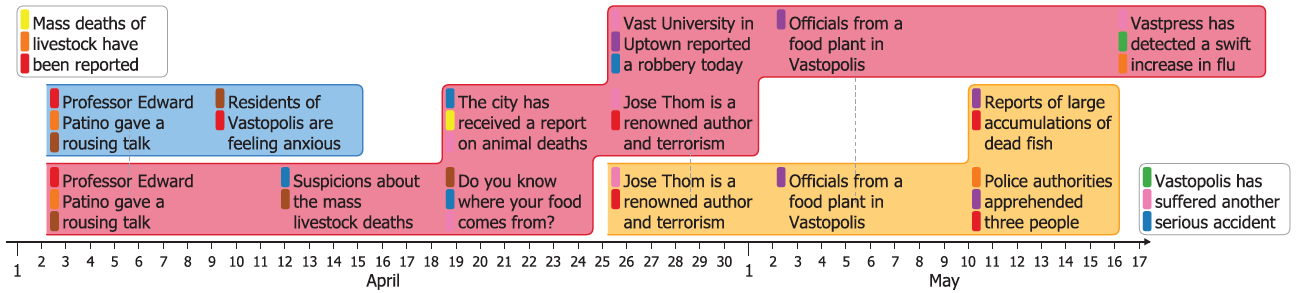 Mass deaths of
livestock have
been reported
Vast University in
Uptown reported
a robbery today
Officials from a
food plant in
Vastopolis
Vastpress has
detected a swift
increase in flu
Professor Edward
Patino gave a
rousing talk
Residents of
Vastopolis are
feeling anxious
The city has
received a report
on animal deaths
Jose Thom is a
renowned author
and terrorism
Reports of large
accumulations of
dead fish
Professor Edward
Patino gave a
rousing talk
Suspicions about
the mass
livestock deaths
Do you know
where your food
comes from?
Jose Thom is a
renowned author
and terrorism
Officials from a
food plant in
Vastopolis
Police authorities
apprehended
three people
Vastopolis has
suffered another
serious accident
1 2 3 4 5 6 7 8 9 10 11 12 13 14 15 16 17 18 19 20 21 22 23 24 25 26 27 28 29 30 1 2 3 4 5 6 7 8 9 10 11 12 13 14 15 16 17
April May